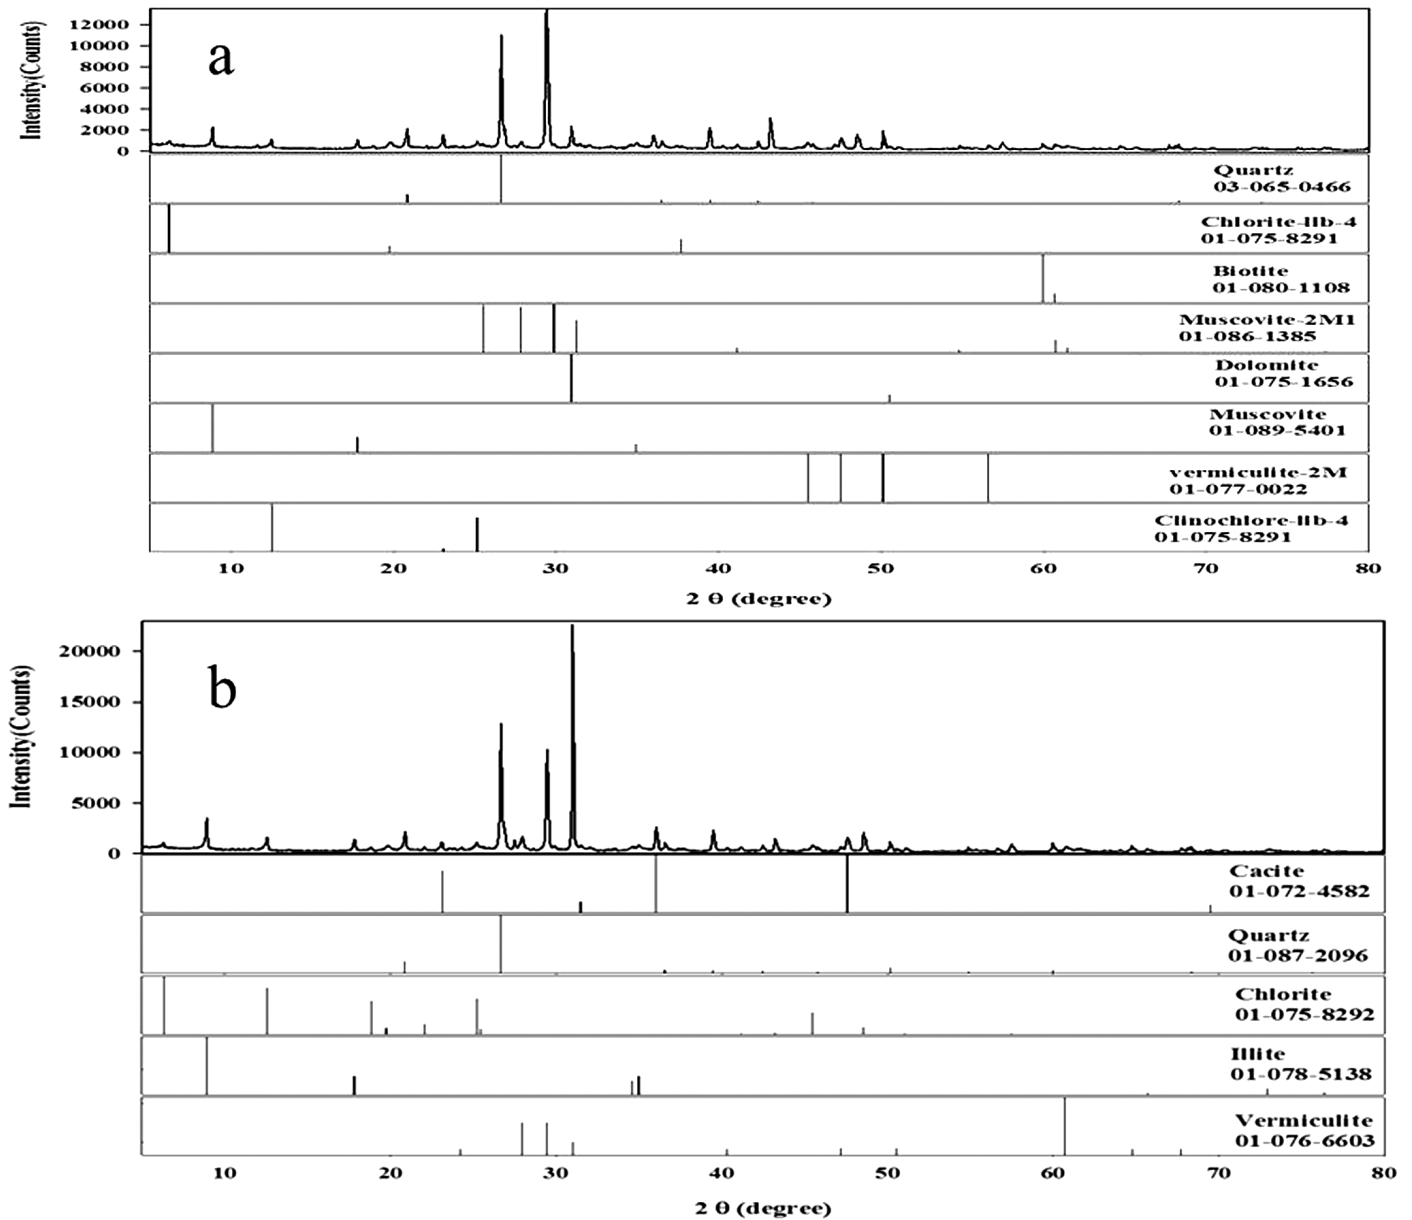 Intensity(Counts)
12000
10000
8000
6000
4000
2000
0
a
Quartz
03-065-0466
Chlorite-IIb-4
01-075-8291
Biotite
01-080-1108
Muscovite-2M1
01-086-1385
Dolomite
01-075-1656
Muscovite
01-089-5401
vermiculite-2M
01-077-0022
Clinochlore-IIb-4
01-075-8291
10 20 30 40 50 60 70 80
2 θ (degree)
Intensity(Counts)
20000
15000
10000
5000
0
b
Cacite
01-072-4582
Quartz
01-087-2096
Chlorite
01-075-8292
Illite
01-078-5138
Vermiculite
01-076-6603
10 20 30 40 50 60 70 80
2 θ (degree)